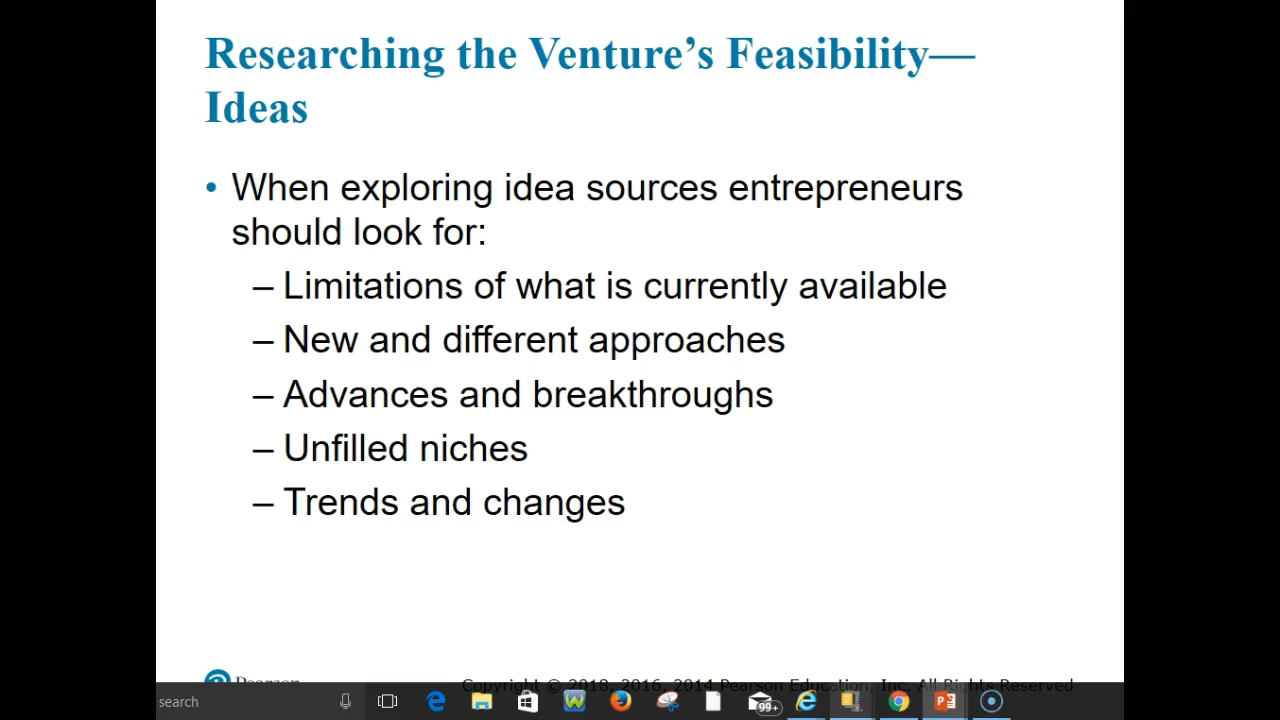 Researching the Venture’s Feasibility—
Ideas
• When exploring idea sources entrepreneurs
should look for:
– Limitations of what is currently available
– New and different approaches
– Advances and breakthroughs
– Unfilled niches
– Trends and changes
Pearson
Copyright © 2018, 2016, 2014 Pearson Education, Inc. All Rights Reserved
search
99+